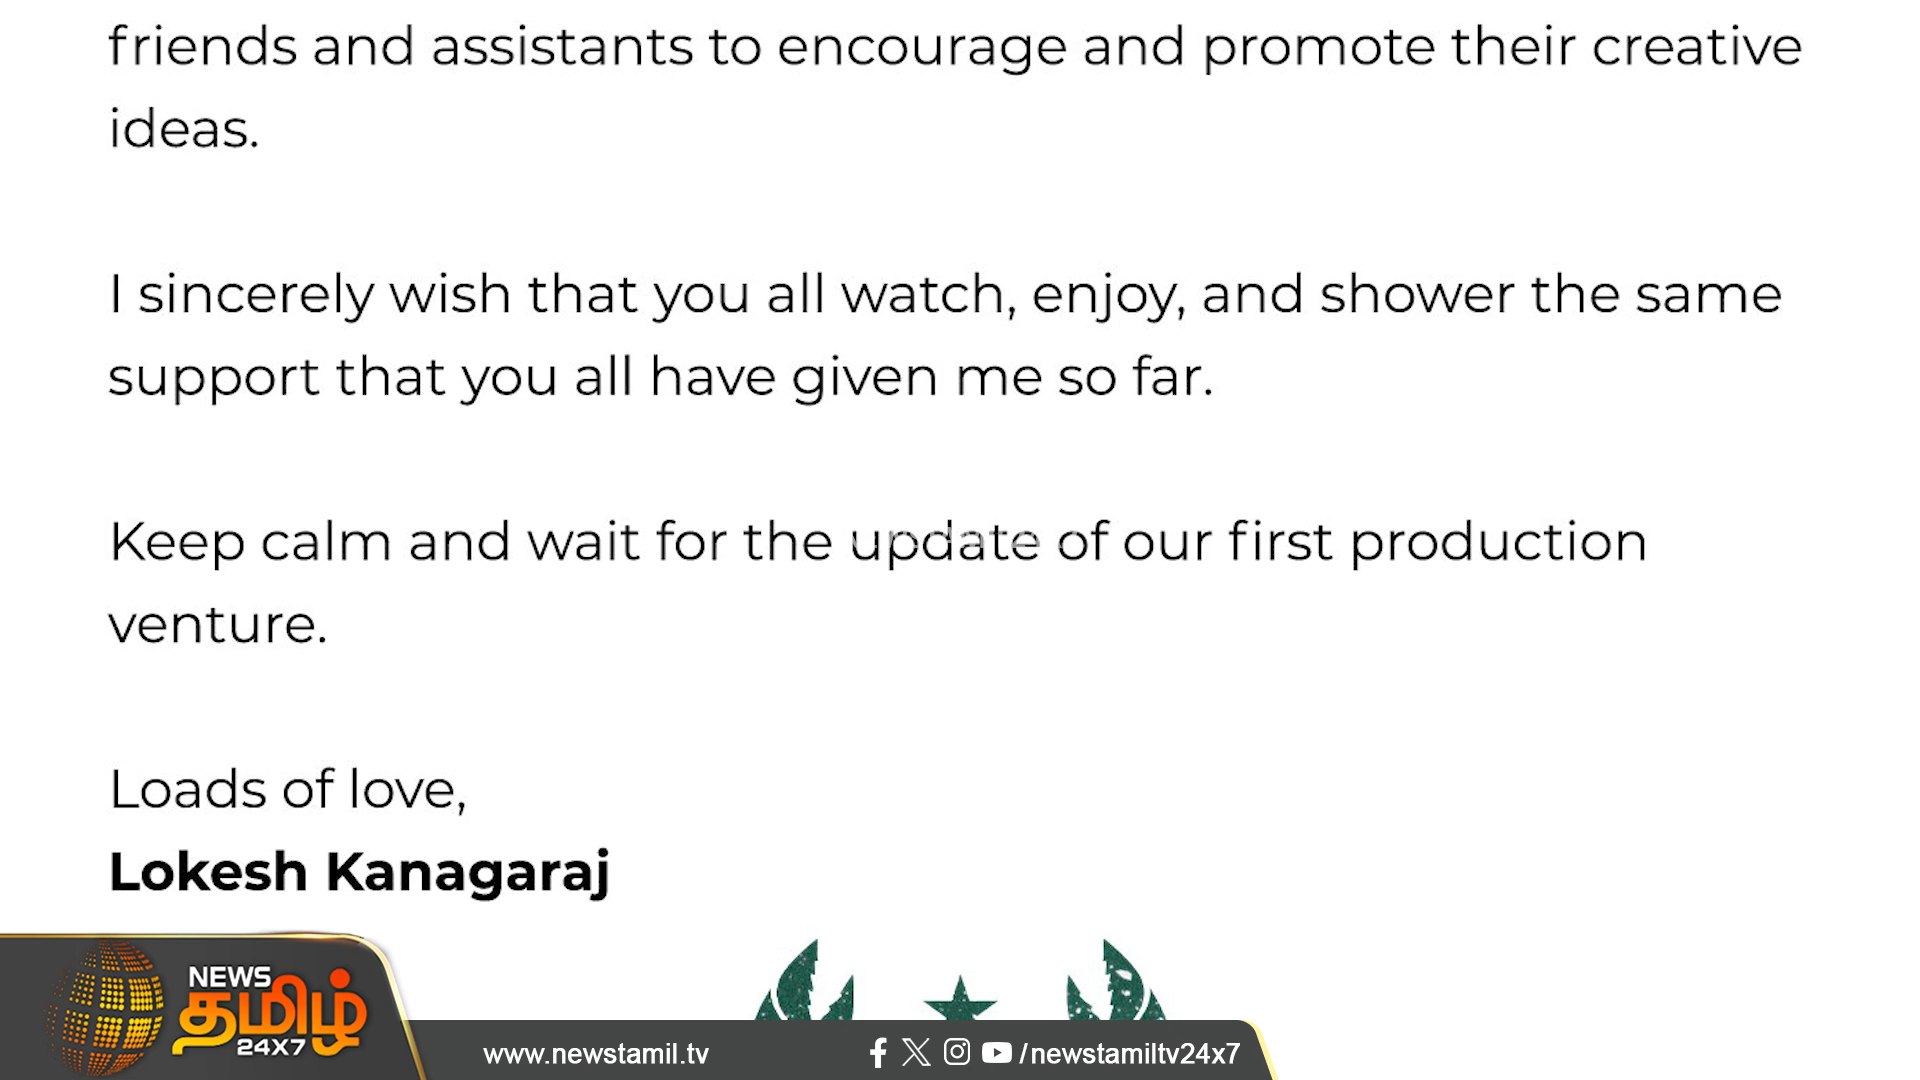 friends and assistants to encourage and promote their creative
ideas.
I sincerely wish that you all watch, enjoy, and shower the same
support that you all have given me so far.
Keep calm and wait for the update of our first production
venture.
Loads of love,
Lokesh Kanagaraj
NEWS
தமிழ்
24X7
www.newstamil.tv
/newstamiltv24x7